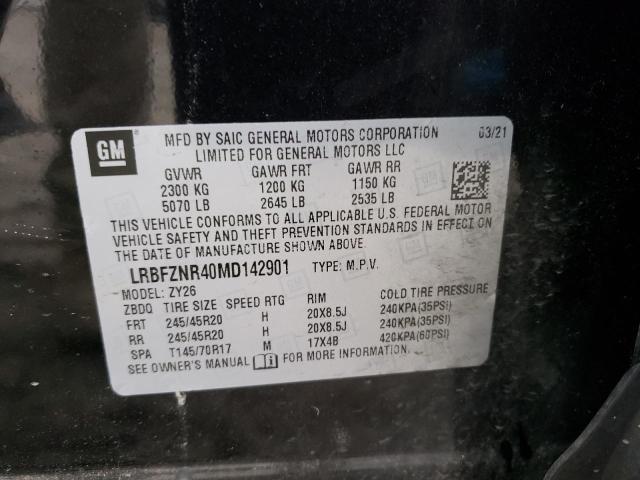 GM
MFD BY SAIC GENERAL MOTORS CORPORATION 03/21
LIMITED FOR GENERAL MOTORS LLC
GVWR GAWR FRT GAWR RR
2300 KG 1200 KG 1150 KG
5070 LB 2645 LB 2535 LB
THIS VEHICLE CONFORMS TO ALL APPLICABLE U.S. FEDERAL MOTOR
VEHICLE SAFETY AND THEFT PREVENTION STANDARDS IN EFFECT ON
THE DATE OF MANUFACTURE SHOWN ABOVE.
LRBFZNR40MD142901 TYPE: M.P.V.
MODEL: ZY26
ZBDQ TIRE SIZE SPEED RTG RIM COLD TIRE PRESSURE
FRT 245/45R20 H 20X8.5J 240KPA(35PSI)
RR 245/45R20 H 20X8.5J 240KPA(35PSI)
SPA T145/70R17 M 17X4B 420KPA(60PSI)
SEE OWNER'S MANUAL FOR MORE INFORMATION